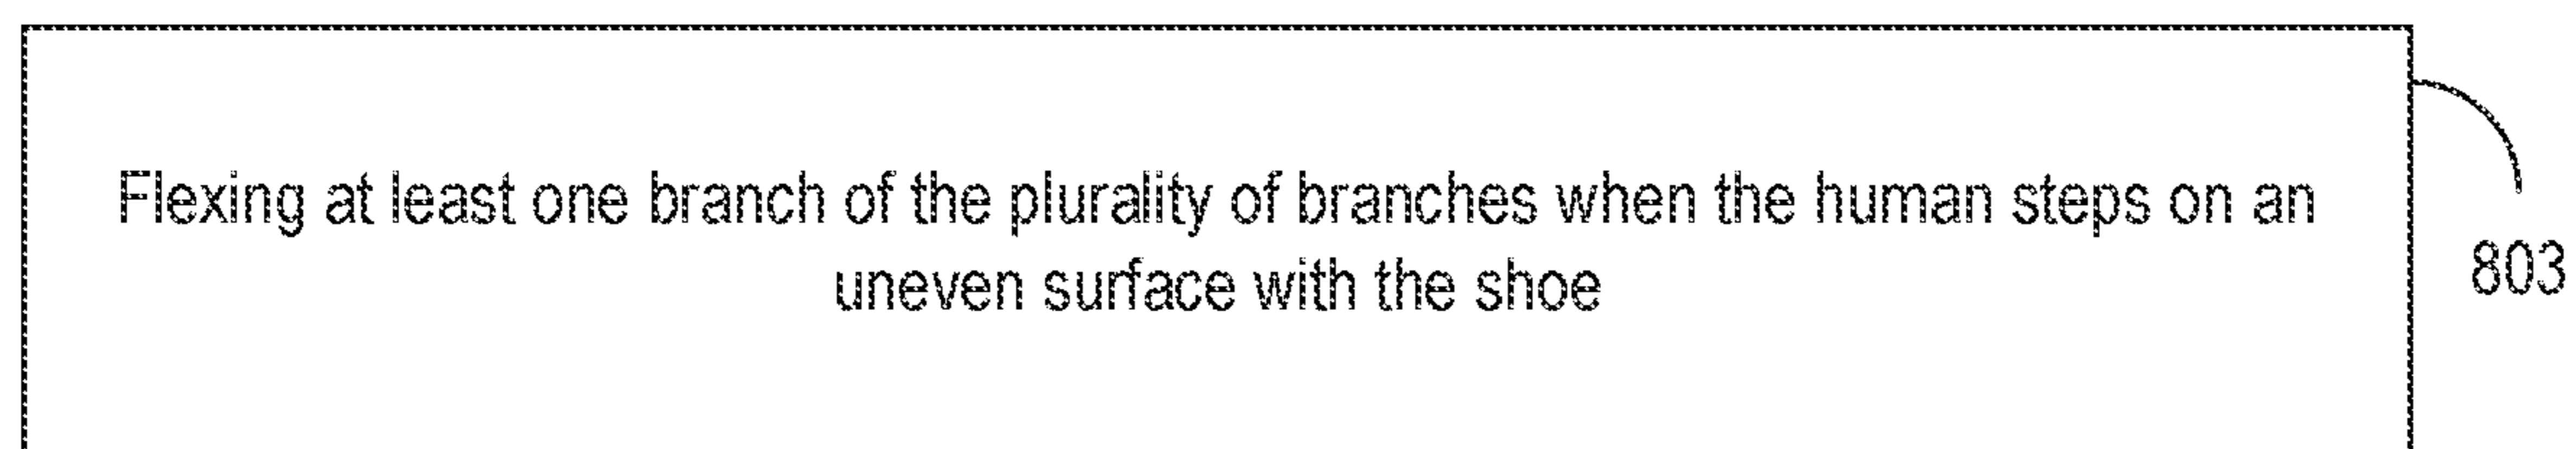 Flexing at least one branch of the plurality of branches when the human steps on an
uneven surface with the shoe
803